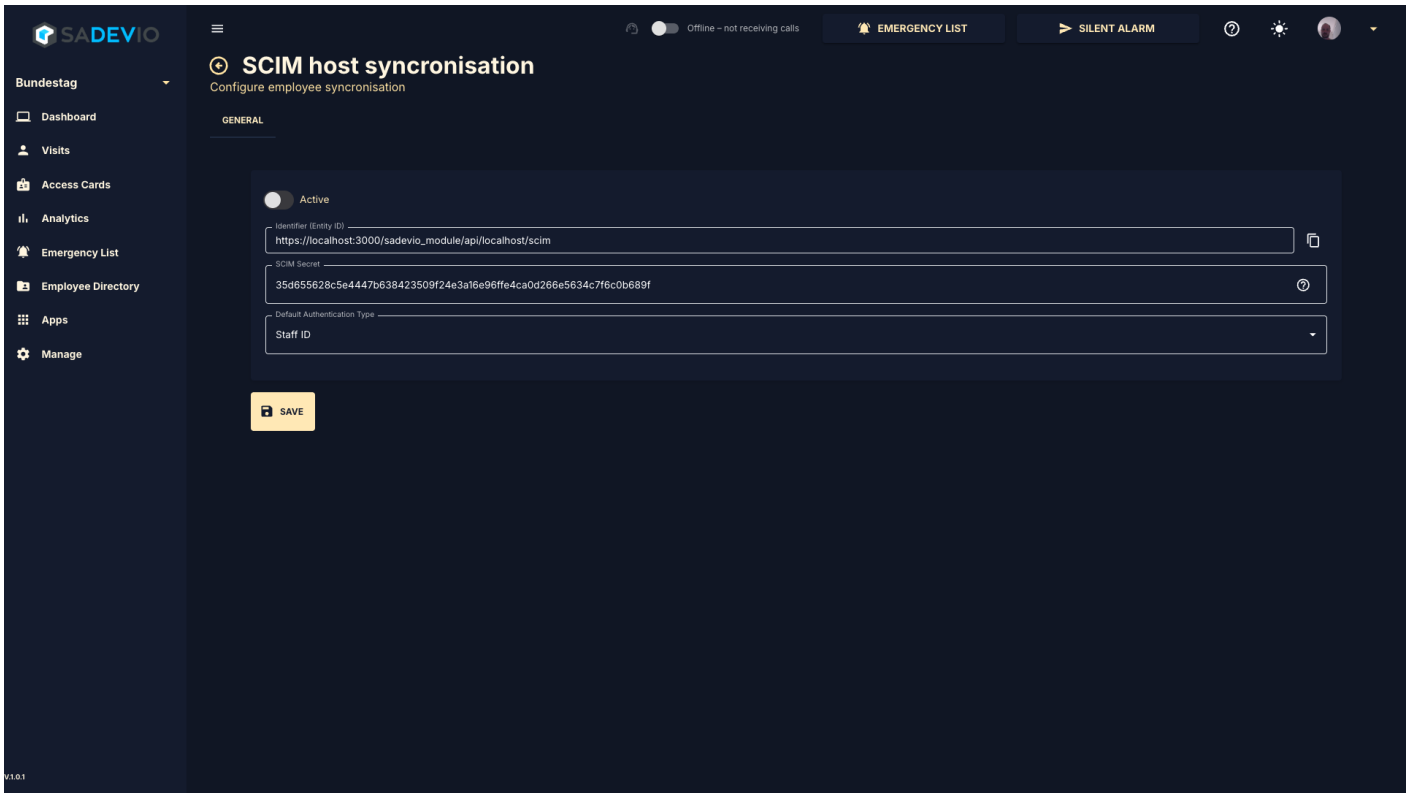 SADEVIO
Offline – not receiving calls
EMERGENCY LIST
SILENT ALARM
Bundestag
Dashboard
Visits
Access Cards
Analytics
Emergency List
Employee Directory
Apps
Manage
V.1.0.1
SCIM host syncronisation
Configure employee syncronisation
GENERAL
Active
Identifier (Entity ID)
https://localhost:3000/sadevio_module/api/localhost/scim
SCIM Secret
35d655628c5e4447b638423509f24e3a16e96ffe4ca0d266e5634c7f6c0b689f
Default Authentication Type
Staff ID
SAVE